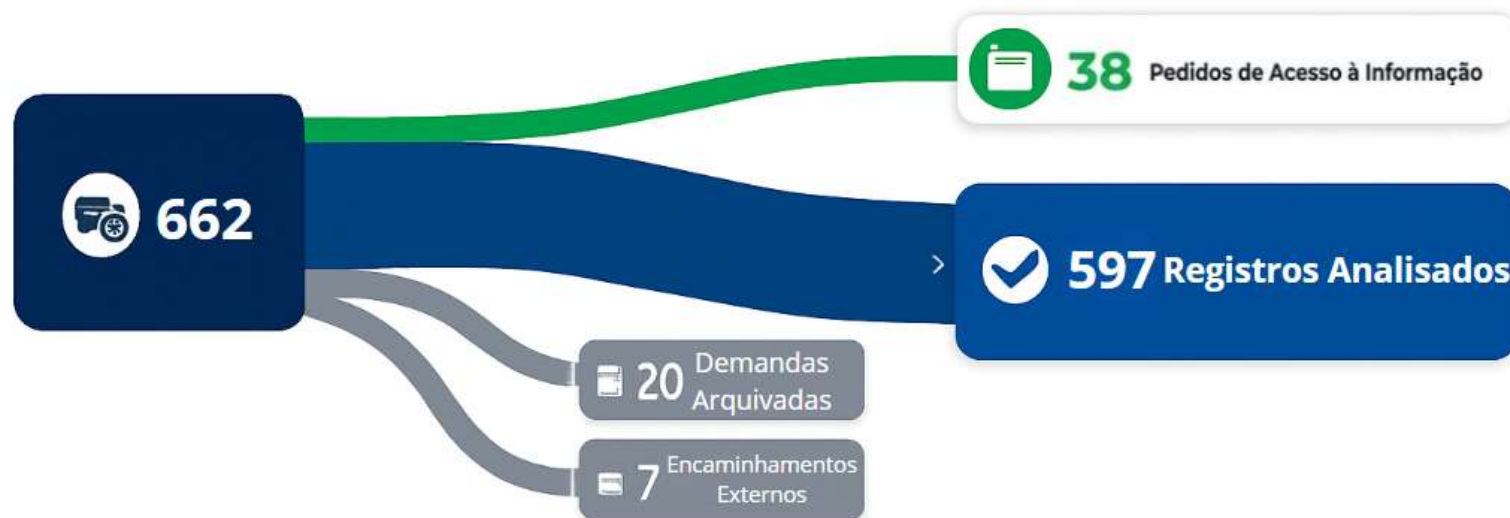 38 Pedidos de Acesso à Informação
662
597 Registros Analisados
20 Demandas
Arquivadas
7 Encaminhamentos
Externos